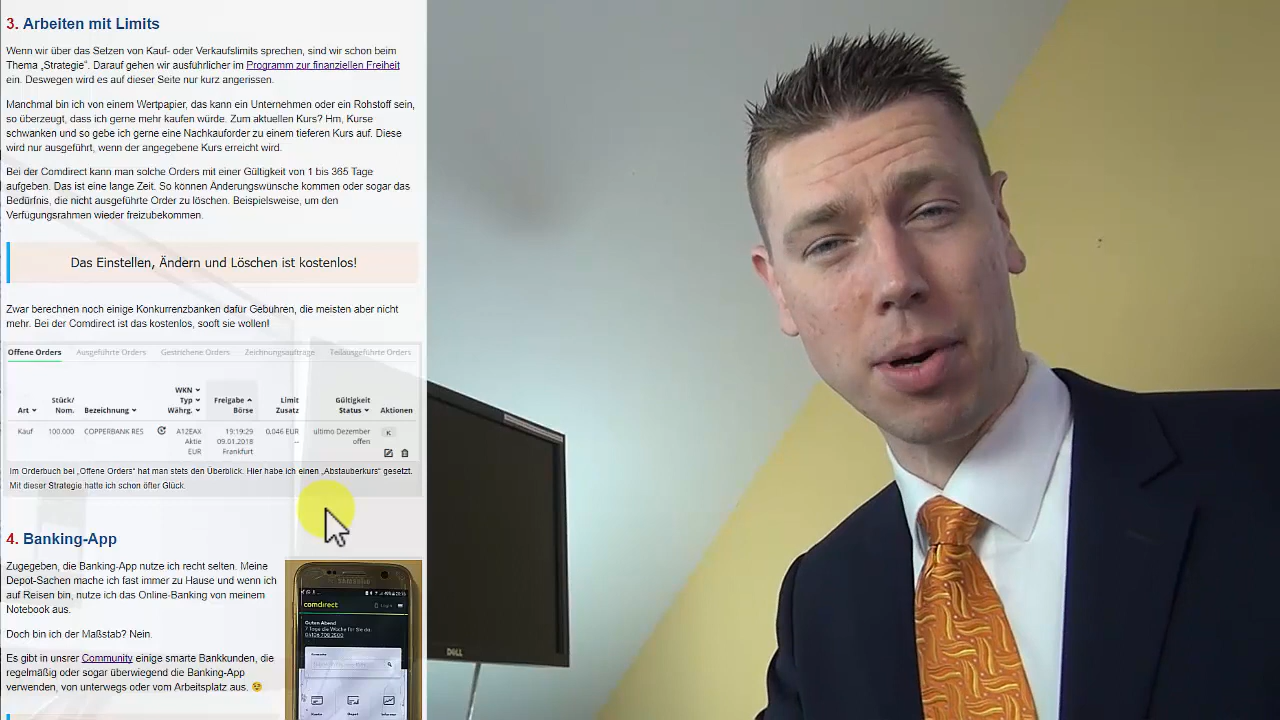 3. Arbeiten mit Limits
Wenn wir über das Setzen von Kauf- oder Verkaufslimits sprechen, sind wir schon beim
Thema „Strategie“. Darauf gehen wir ausführlicher im Programm zur finanziellen Freiheit
ein. Deswegen wird es auf dieser Seite nur kurz angerissen.
Manchmal bin ich von einem Wertpapier, das kann ein Unternehmen oder ein Rohstoff sein,
so überzeugt, dass ich gerne mehr kaufen würde. Zum aktuellen Kurs? Hm, Kurse
schwanken und so gebe ich gerne eine Nachkauforder zu einem tieferen Kurs auf. Diese
wird nur ausgeführt, wenn der angegebene Kurs erreicht wird.
Bei der Comdirect kann man solche Orders mit einer Gültigkeit von 1 bis 365 Tage
aufgeben. Das ist eine lange Zeit. So können Änderungswünsche kommen oder sogar das
Bedürfnis, die nicht ausgeführte Order zu löschen. Beispielsweise, um den
Verfügungsrahmen wieder freizubekommen.
Das Einstellen, Ändern und Löschen ist kostenlos!
Zwar berechnen noch einige Konkurrenzbanken dafür Gebühren, die meisten aber nicht
mehr. Bei der Comdirect ist das kostenlos, sooft sie wollen!
Offene Orders Ausgeführte Orders Gestrichene Orders Zeichnungsaufträge Teilausgeführte Orders
WKN
Stück/ Typ Freigabe Limit Gültigkeit
Art Nom. Bezeichnung Währg. Börse Zusatz Status Aktionen
Kauf 100.000 COPPERBANK RES A12EAX 19:19:29 0,046 EUR ultimo Dezember K
Aktie 09.01.2018 -- offen
EUR Frankfurt
Im Orderbuch bei „Offene Orders“ hat man stets den Überblick. Hier habe ich einen „Abstauberkurs“ gesetzt.
Mit dieser Strategie hatte ich schon öfter Glück.
4. Banking-App
Zugegeben, die Banking-App nutze ich recht selten. Meine
Depot-Sachen mache ich fast immer zu Hause und wenn ich
auf Reisen bin, nutze ich das Online-Banking von meinem
Notebook aus.
Doch bin ich der Maßstab? Nein.
Es gibt in unsrer Community einige smarte Bankkunden, die
regelmäßig oder sogar überwiegend die Banking-App
verwenden, von unterwegs oder vom Arbeitsplatz aus.
SAMSUNG
comdirect
Guten Abend
7 Tage die Woche für Sie da.
DELL